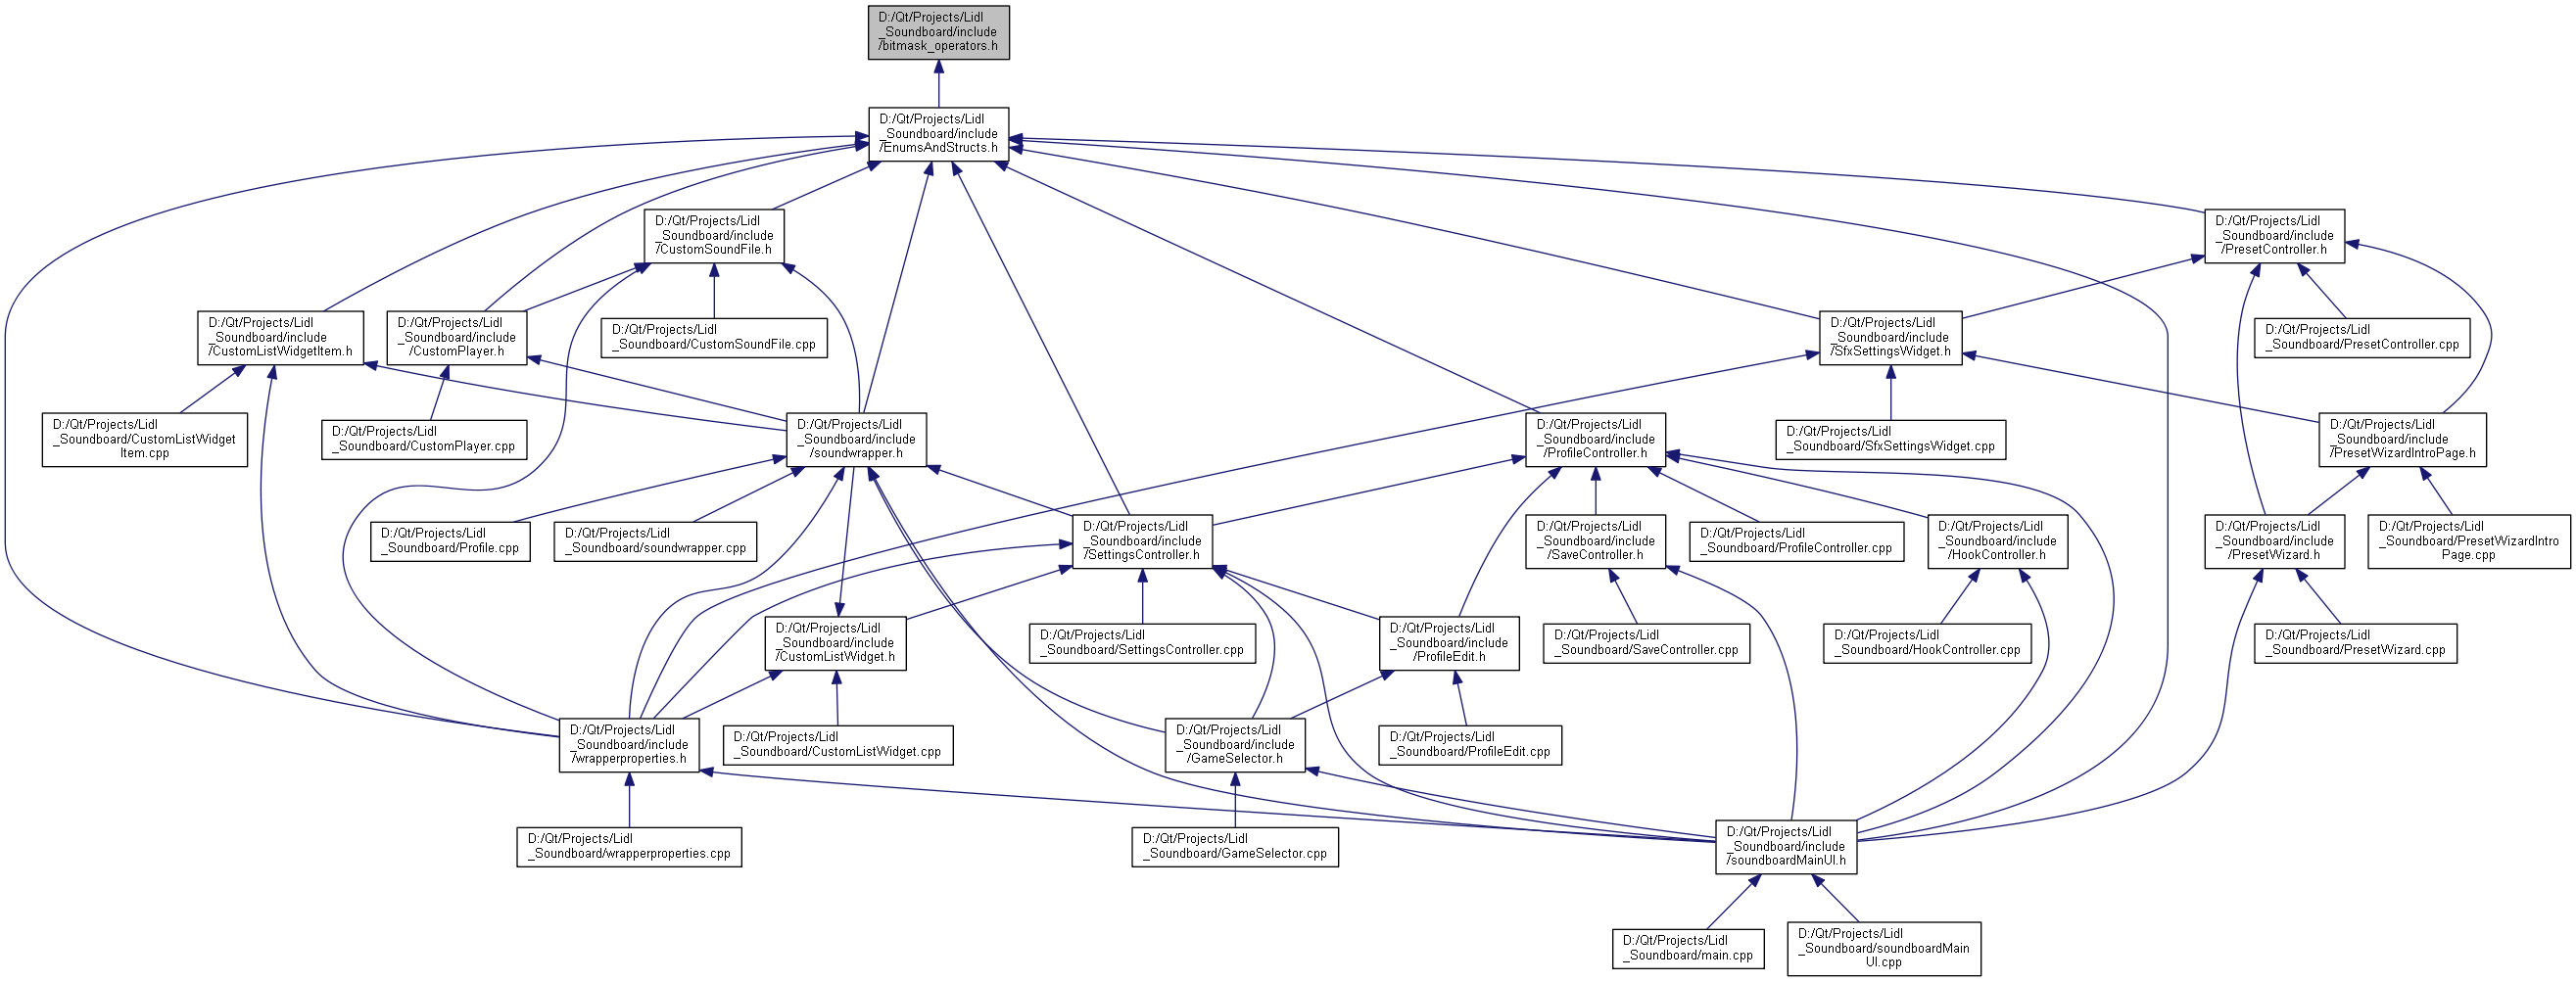 D:/Qt/Projects/Lidl
_Soundboard/include
/bitmask_operators.h
D:/Qt/Projects/Lidl
_Soundboard/include
/EnumsAndStructs.h
D:/Qt/Projects/Lidl
_Soundboard/include
/CustomSoundFile.h
D:/Qt/Projects/Lidl
_Soundboard/include
/PresetController.h
D:/Qt/Projects/Lidl
_Soundboard/include
/CustomListWidgetItem.h
D:/Qt/Projects/Lidl
_Soundboard/include
/CustomPlayer.h
D:/Qt/Projects/Lidl
_Soundboard/CustomSoundFile.cpp
D:/Qt/Projects/Lidl
_Soundboard/include
/SfxSettingsWidget.h
D:/Qt/Projects/Lidl
_Soundboard/PresetController.cpp
D:/Qt/Projects/Lidl
_Soundboard/CustomListWidget
Item.cpp
D:/Qt/Projects/Lidl
_Soundboard/CustomPlayer.cpp
D:/Qt/Projects/Lidl
_Soundboard/include
/soundwrapper.h
D:/Qt/Projects/Lidl
_Soundboard/include
/ProfileController.h
D:/Qt/Projects/Lidl
_Soundboard/SfxSettingsWidget.cpp
D:/Qt/Projects/Lidl
_Soundboard/include
/PresetWizardIntroPage.h
D:/Qt/Projects/Lidl
_Soundboard/Profile.cpp
D:/Qt/Projects/Lidl
_Soundboard/soundwrapper.cpp
D:/Qt/Projects/Lidl
_Soundboard/include
/SettingsController.h
D:/Qt/Projects/Lidl
_Soundboard/include
/SaveController.h
D:/Qt/Projects/Lidl
_Soundboard/ProfileController.cpp
D:/Qt/Projects/Lidl
_Soundboard/include
/HookController.h
D:/Qt/Projects/Lidl
_Soundboard/include
/PresetWizard.h
D:/Qt/Projects/Lidl
_Soundboard/PresetWizardIntro
Page.cpp
D:/Qt/Projects/Lidl
_Soundboard/include
/CustomListWidget.h
D:/Qt/Projects/Lidl
_Soundboard/SettingsController.cpp
D:/Qt/Projects/Lidl
_Soundboard/include
/ProfileEdit.h
D:/Qt/Projects/Lidl
_Soundboard/SaveController.cpp
D:/Qt/Projects/Lidl
_Soundboard/HookController.cpp
D:/Qt/Projects/Lidl
_Soundboard/PresetWizard.cpp
D:/Qt/Projects/Lidl
_Soundboard/include
/wrapperproperties.h
D:/Qt/Projects/Lidl
_Soundboard/CustomListWidget.cpp
D:/Qt/Projects/Lidl
_Soundboard/include
/GameSelector.h
D:/Qt/Projects/Lidl
_Soundboard/ProfileEdit.cpp
D:/Qt/Projects/Lidl
_Soundboard/wrapperproperties.cpp
D:/Qt/Projects/Lidl
_Soundboard/GameSelector.cpp
D:/Qt/Projects/Lidl
_Soundboard/include
/soundboardMainUI.h
D:/Qt/Projects/Lidl
_Soundboard/main.cpp
D:/Qt/Projects/Lidl
_Soundboard/soundboardMain
UI.cpp